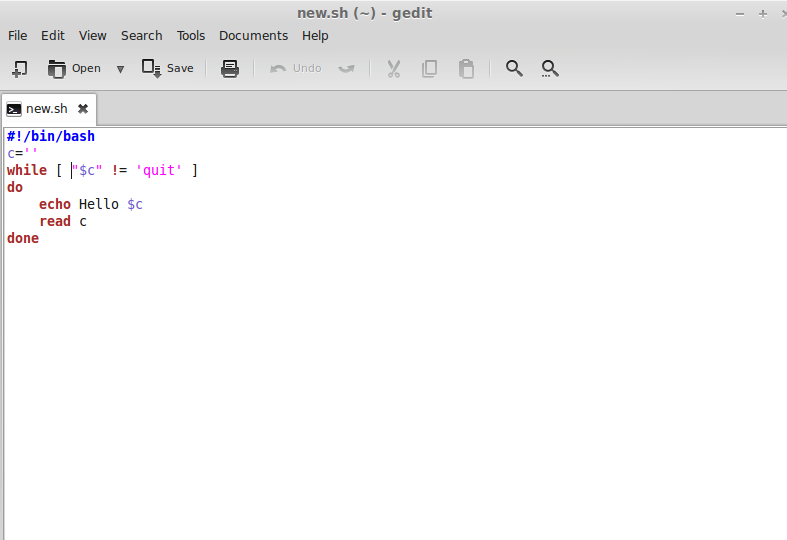 new.sh (~) - gedit
File Edit View Search Tools Documents Help
Open Save Undo
new.sh
#!/bin/bash
c=''
while [ "$c" != 'quit' ]
do
    echo Hello $c
    read c
done